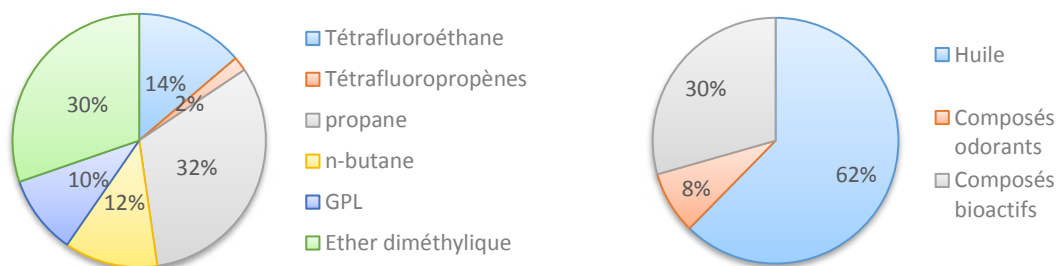 14%
2%
32%
12%
10%
30%
Tétrafluoroéthane
Tétrafluoropropènes
propane
n-butane
GPL
Ether diméthylique
62%
8%
30%
Huile
Composés
odorants
Composés
bioactifs